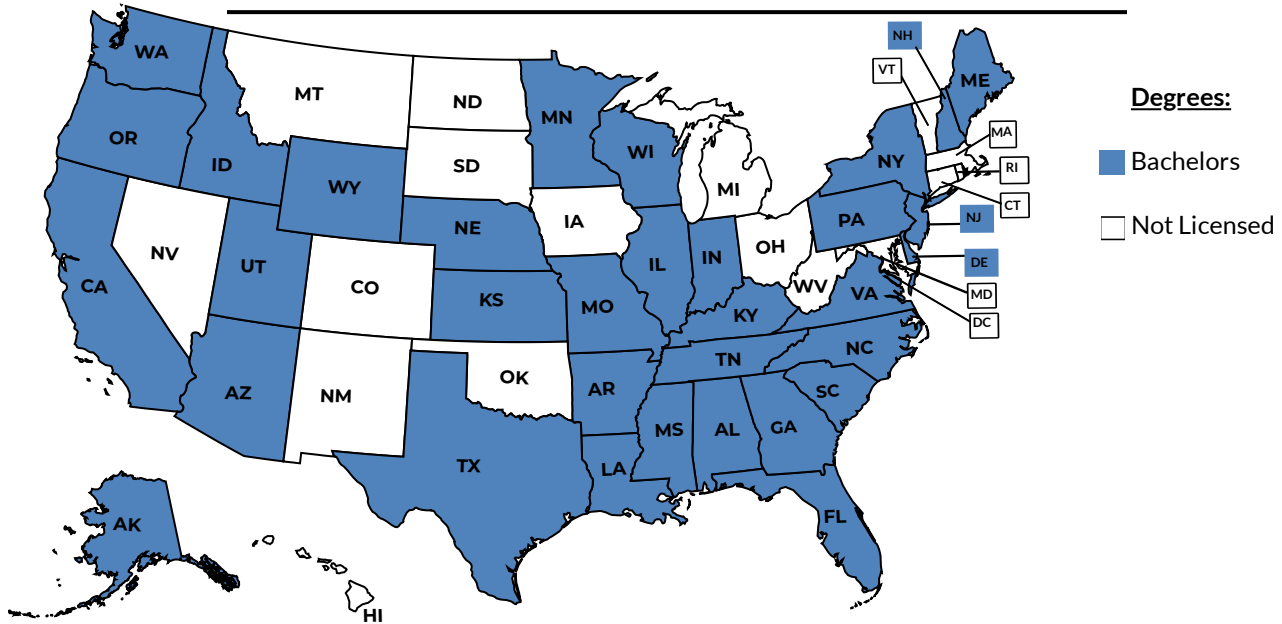 NH
WA
VT
ME
MT
ND
Degrees:
MN
MA
OR
WI
NY
Bachelors
ID
SD
RI
WY
MI
CT
IA
PA
NJ
Not Licensed
NE
NV
OH
UT
IL
IN
DE
CA
CO
WV
VA
MD
KS
MO
KY
DC
NC
TN
OK
AR
SC
AZ
NM
MS
AL
GA
TX
LA
AK
FL
HI